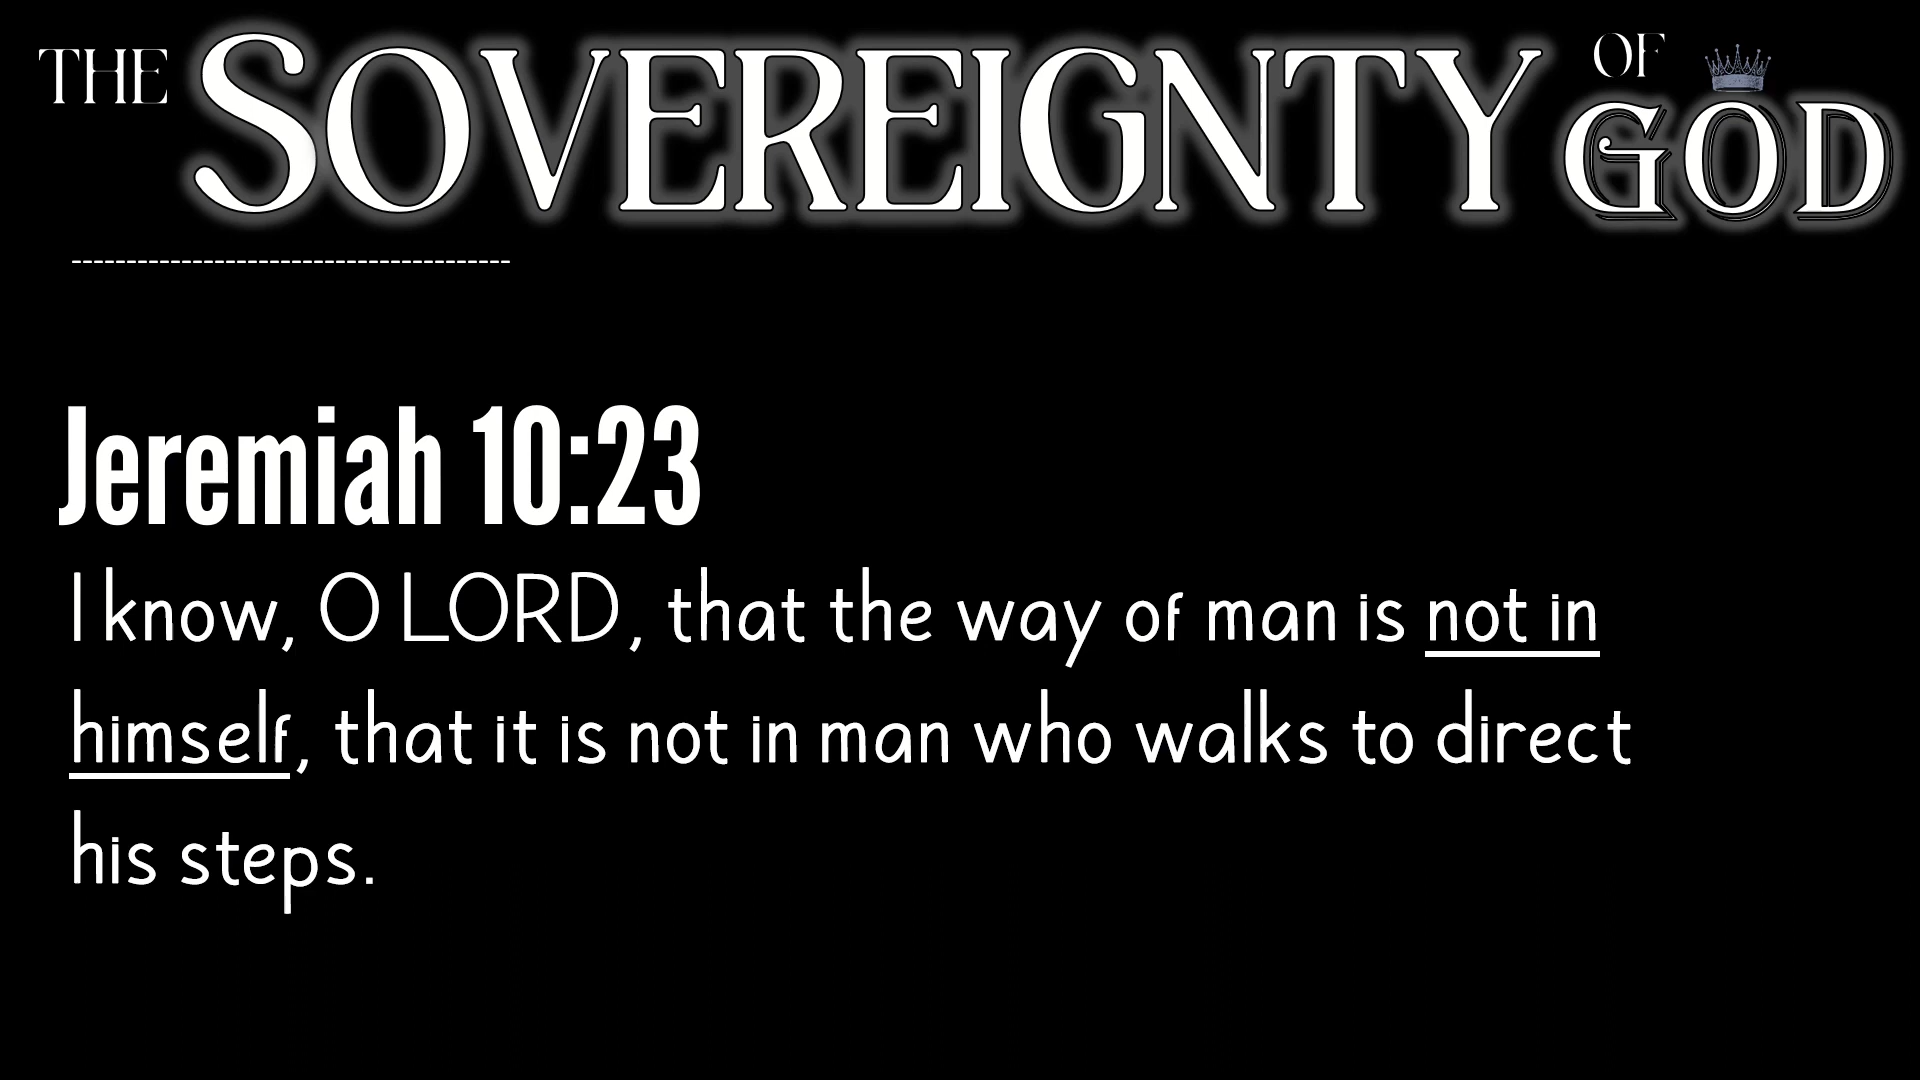 THE SOVEREIGNTY OF GOD
---------------------------------------
Jeremiah 10:23
I know, O LORD, that the way of man is not in
himself, that it is not in man who walks to direct
his steps.